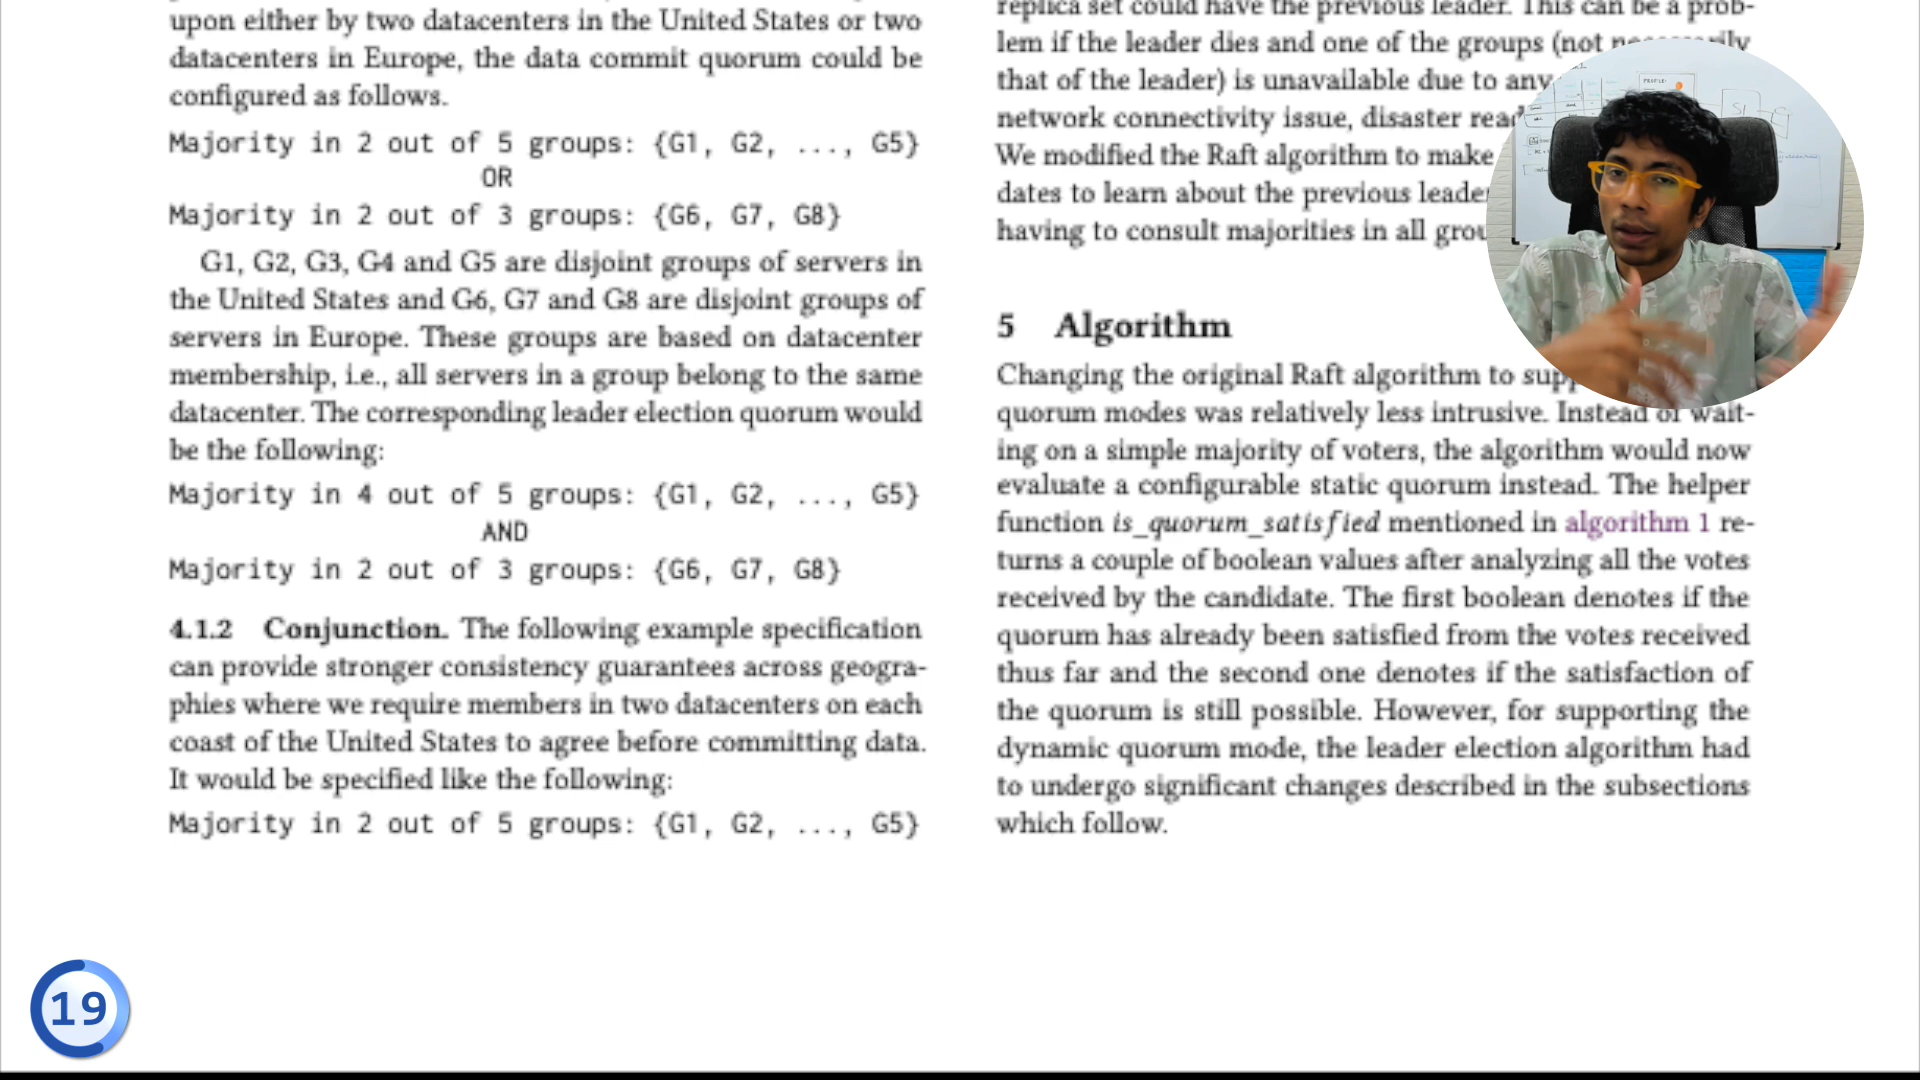 upon either by two datacenters in the United States or two
datacenters in Europe, the data commit quorum could be
configured as follows.
Majority in 2 out of 5 groups: {G1, G2, ..., G5}
OR
Majority in 2 out of 3 groups: {G6, G7, G8}
G1, G2, G3, G4 and G5 are disjoint groups of servers in
the United States and G6, G7 and G8 are disjoint groups of
servers in Europe. These groups are based on datacenter
membership, i.e., all servers in a group belong to the same
datacenter. The corresponding leader election quorum would
be the following:
Majority in 4 out of 5 groups: {G1, G2, ..., G5}
AND
Majority in 2 out of 3 groups: {G6, G7, G8}
4.1.2 Conjunction. The following example specification
can provide stronger consistency guarantees across geogra-
phies where we require members in two datacenters on each
coast of the United States to agree before committing data.
It would be specified like the following:
Majority in 2 out of 5 groups: {G1, G2, ..., G5}
replica set could have the previous leader. This can be a prob-
lem if the leader dies and one of the groups (not
that of the leader) is unavailable due to any
network connectivity issue, disaster
We modified the Raft algorithm to make
dates to learn about the previous
having to consult majorities in all
5 Algorithm
Changing the original Raft algorithm to
quorum modes was relatively less intrusive. Instead of wait-
ing on a simple majority of voters, the algorithm would now
evaluate a configurable static quorum instead. The helper
function is_quorum_satisfied mentioned in algorithm 1 re-
turns a couple of boolean values after analyzing all the votes
received by the candidate. The first boolean denotes if the
quorum has already been satisfied from the votes received
thus far and the second one denotes if the satisfaction of
the quorum is still possible. However, for supporting the
dynamic quorum mode, the leader election algorithm had
to undergo significant changes described in the subsections
which follow.
19